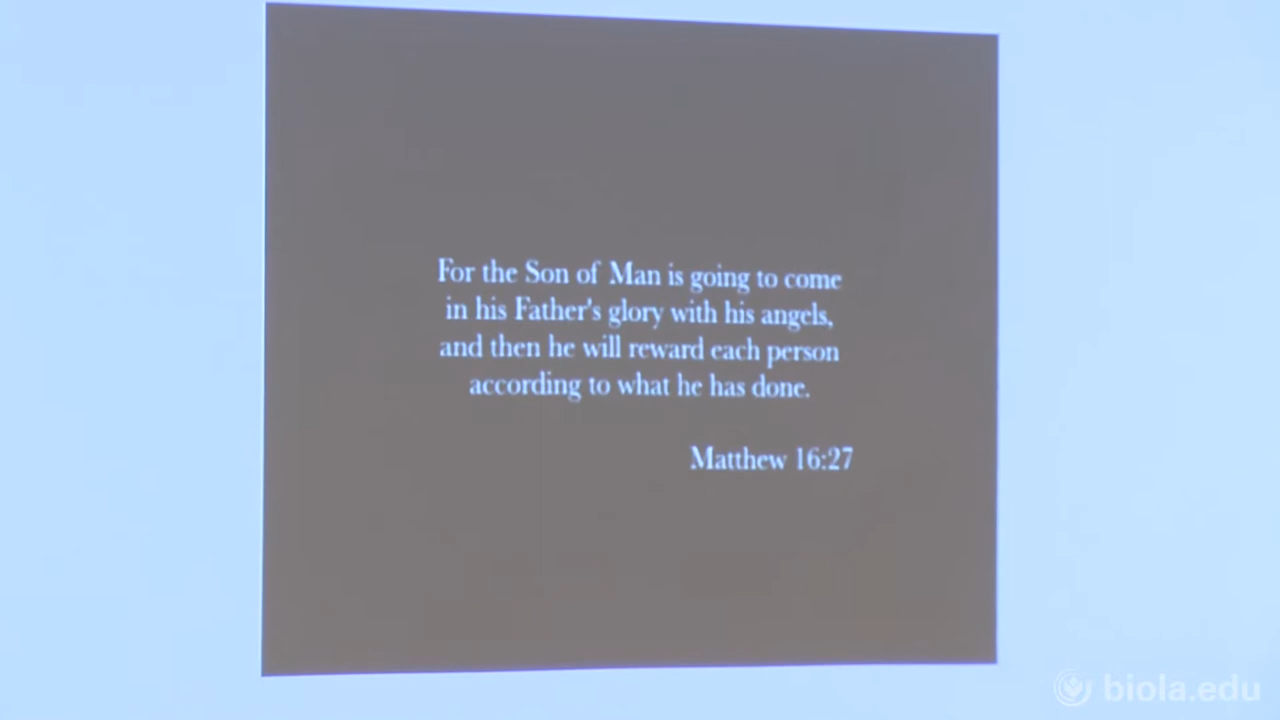 For the Son of Man is going to come
in his Father's glory with his angels,
and then he will reward each person
according to what he has done.
Matthew 16:27
biola.edu